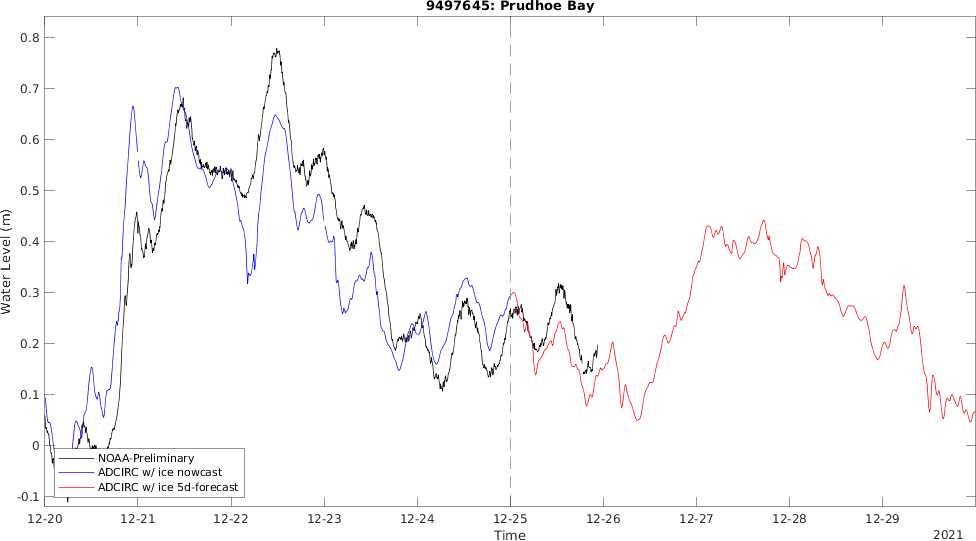 9497645: Prudhoe Bay
Water Level (m)
0.8
0.7
0.6
0.5
0.4
0.3
0.2
0.1
0
-0.1
NOAA-Preliminary
ADCIRC w/ ice nowcast
ADCIRC w/ ice 5d-forecast
12-20 12-21 12-22 12-23 12-24 12-25 12-26 12-27 12-28 12-29
Time
2021